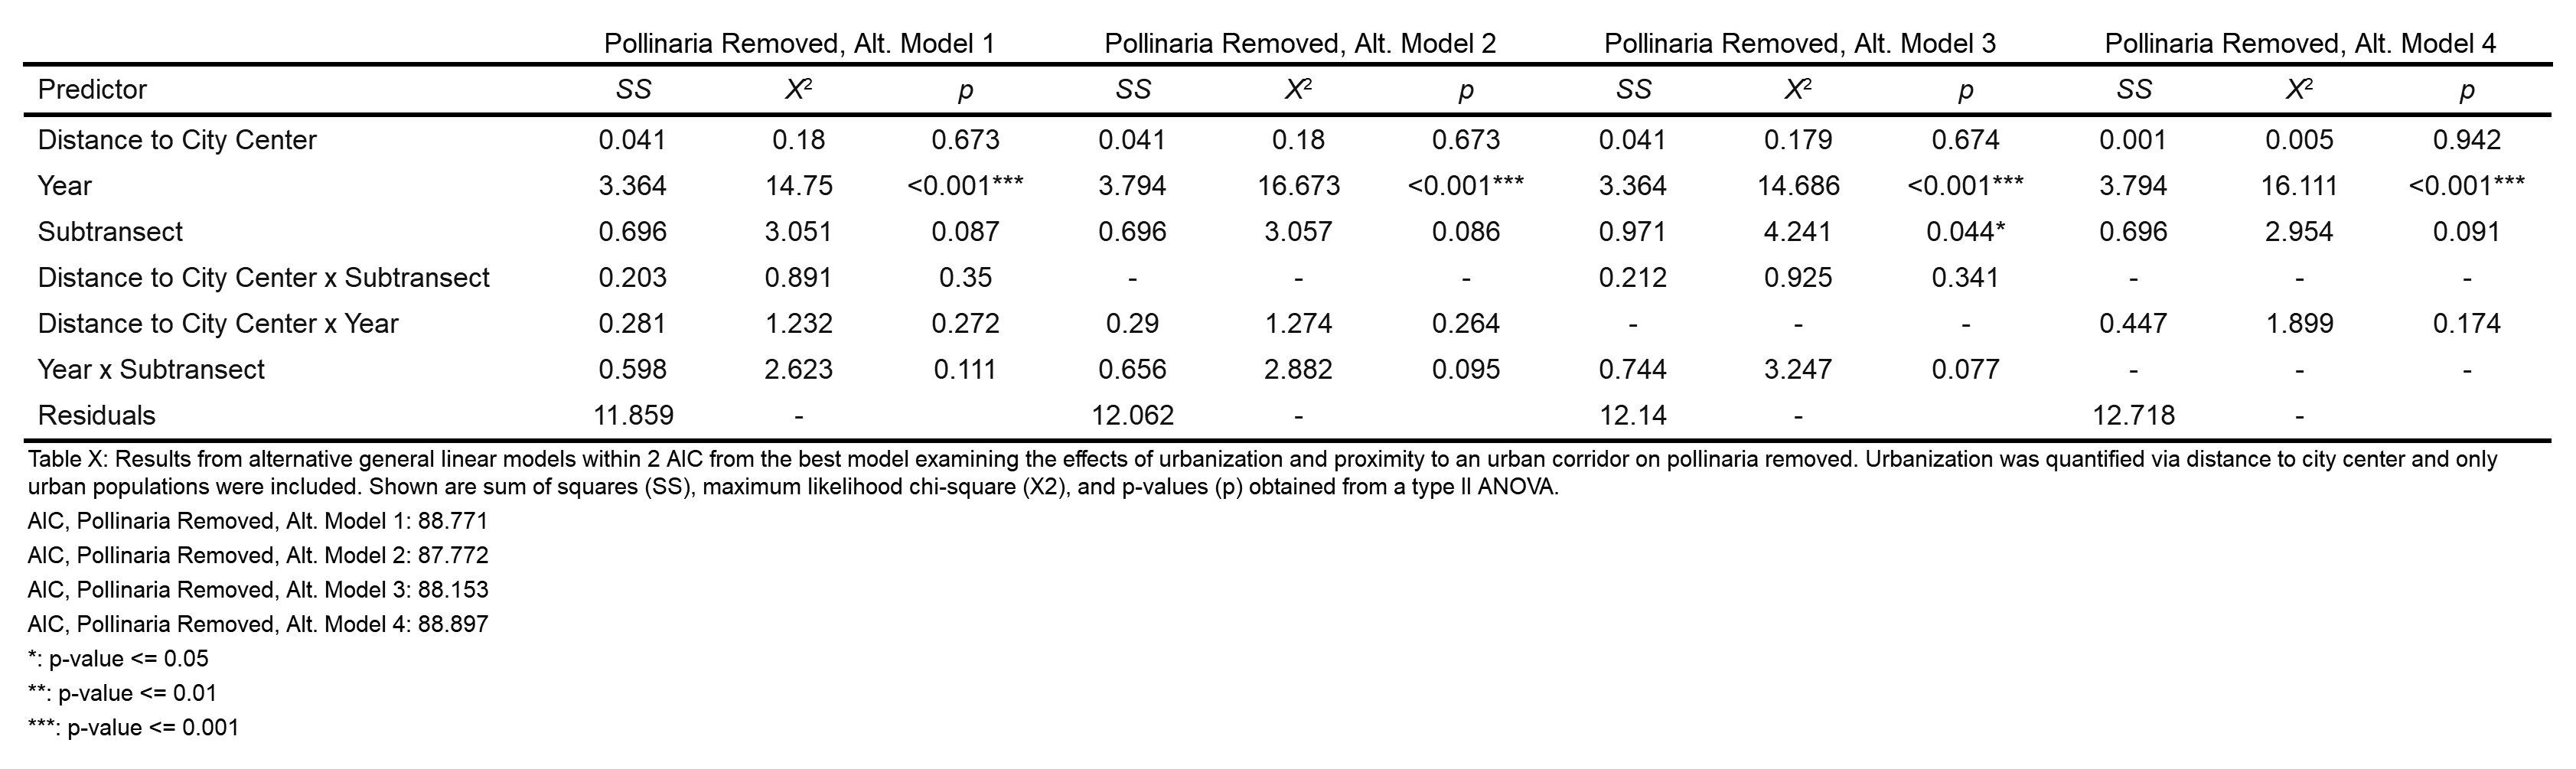 Pollinaria Removed, Alt. Model 1 Pollinaria Removed, Alt. Model 2 Pollinaria Removed, Alt. Model 3 Pollinaria Removed, Alt. Model 4
Predictor SS X² p SS X² p SS X² p SS X² p
Distance to City Center 0.041 0.18 0.673 0.041 0.18 0.673 0.041 0.179 0.674 0.001 0.005 0.942
Year 3.364 14.75 <0.001*** 3.794 16.673 <0.001*** 3.364 14.686 <0.001*** 3.794 16.111 <0.001***
Subtransect 0.696 3.051 0.087 0.696 3.057 0.086 0.971 4.241 0.044* 0.696 2.954 0.091
Distance to City Center x Subtransect 0.203 0.891 0.35 - - - 0.212 0.925 0.341 - - -
Distance to City Center x Year 0.281 1.232 0.272 0.29 1.274 0.264 - - - 0.447 1.899 0.174
Year x Subtransect 0.598 2.623 0.111 0.656 2.882 0.095 0.744 3.247 0.077 - - -
Residuals 11.859 - 12.062 - 12.14 - 12.718 -
Table X: Results from alternative general linear models within 2 AIC from the best model examining the effects of urbanization and proximity to an urban corridor on pollinaria removed. Urbanization was quantified via distance to city center and only
urban populations were included. Shown are sum of squares (SS), maximum likelihood chi-square (X2), and p-values (p) obtained from a type II ANOVA.
AIC, Pollinaria Removed, Alt. Model 1: 88.771
AIC, Pollinaria Removed, Alt. Model 2: 87.772
AIC, Pollinaria Removed, Alt. Model 3: 88.153
AIC, Pollinaria Removed, Alt. Model 4: 88.897
*: p-value <= 0.05
**: p-value <= 0.01
***: p-value <= 0.001